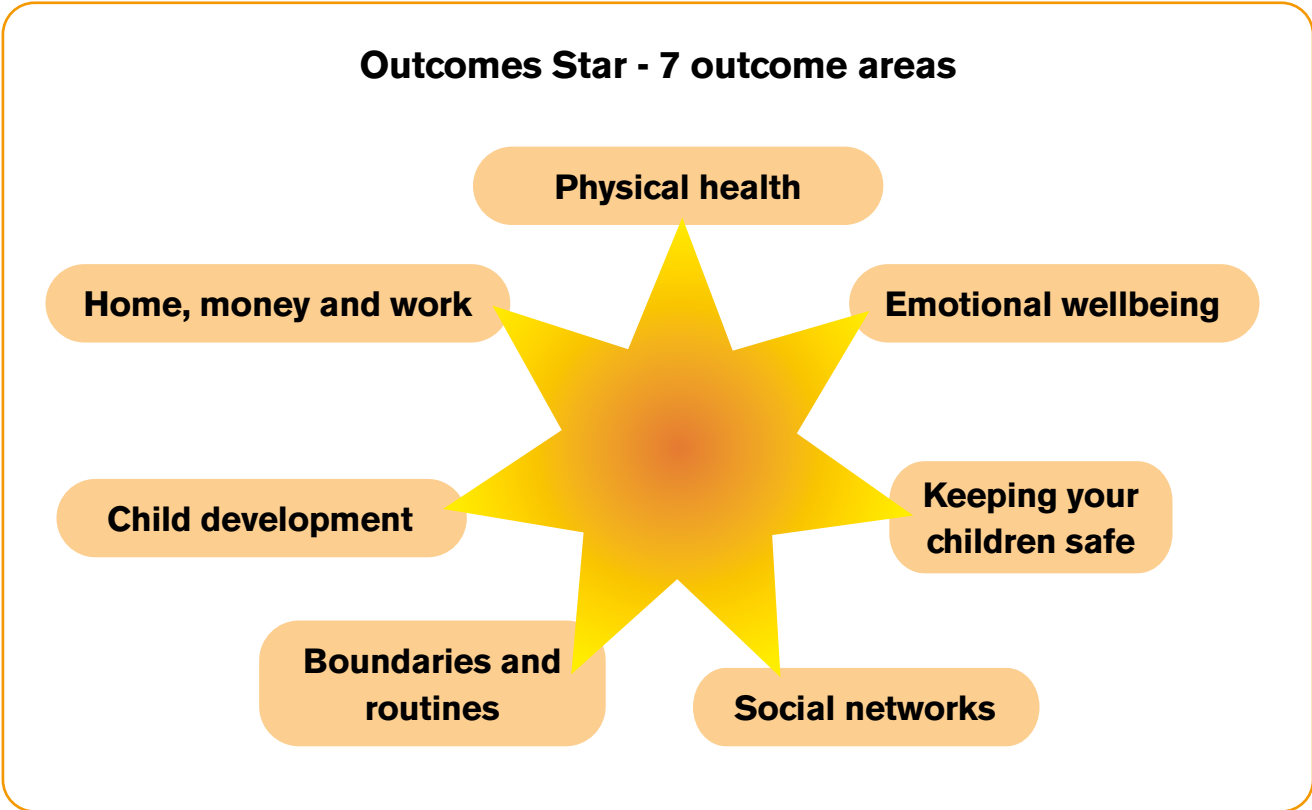 Outcomes Star - 7 outcome areas
Physical health
Home, money and work
Emotional wellbeing
Child development
Keeping your
children safe
Boundaries and
routines
Social networks